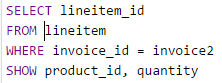 SELECT lineitem_id
FROM lineitem
WHERE invoice_id = invoice2
SHOW product_id, quantity